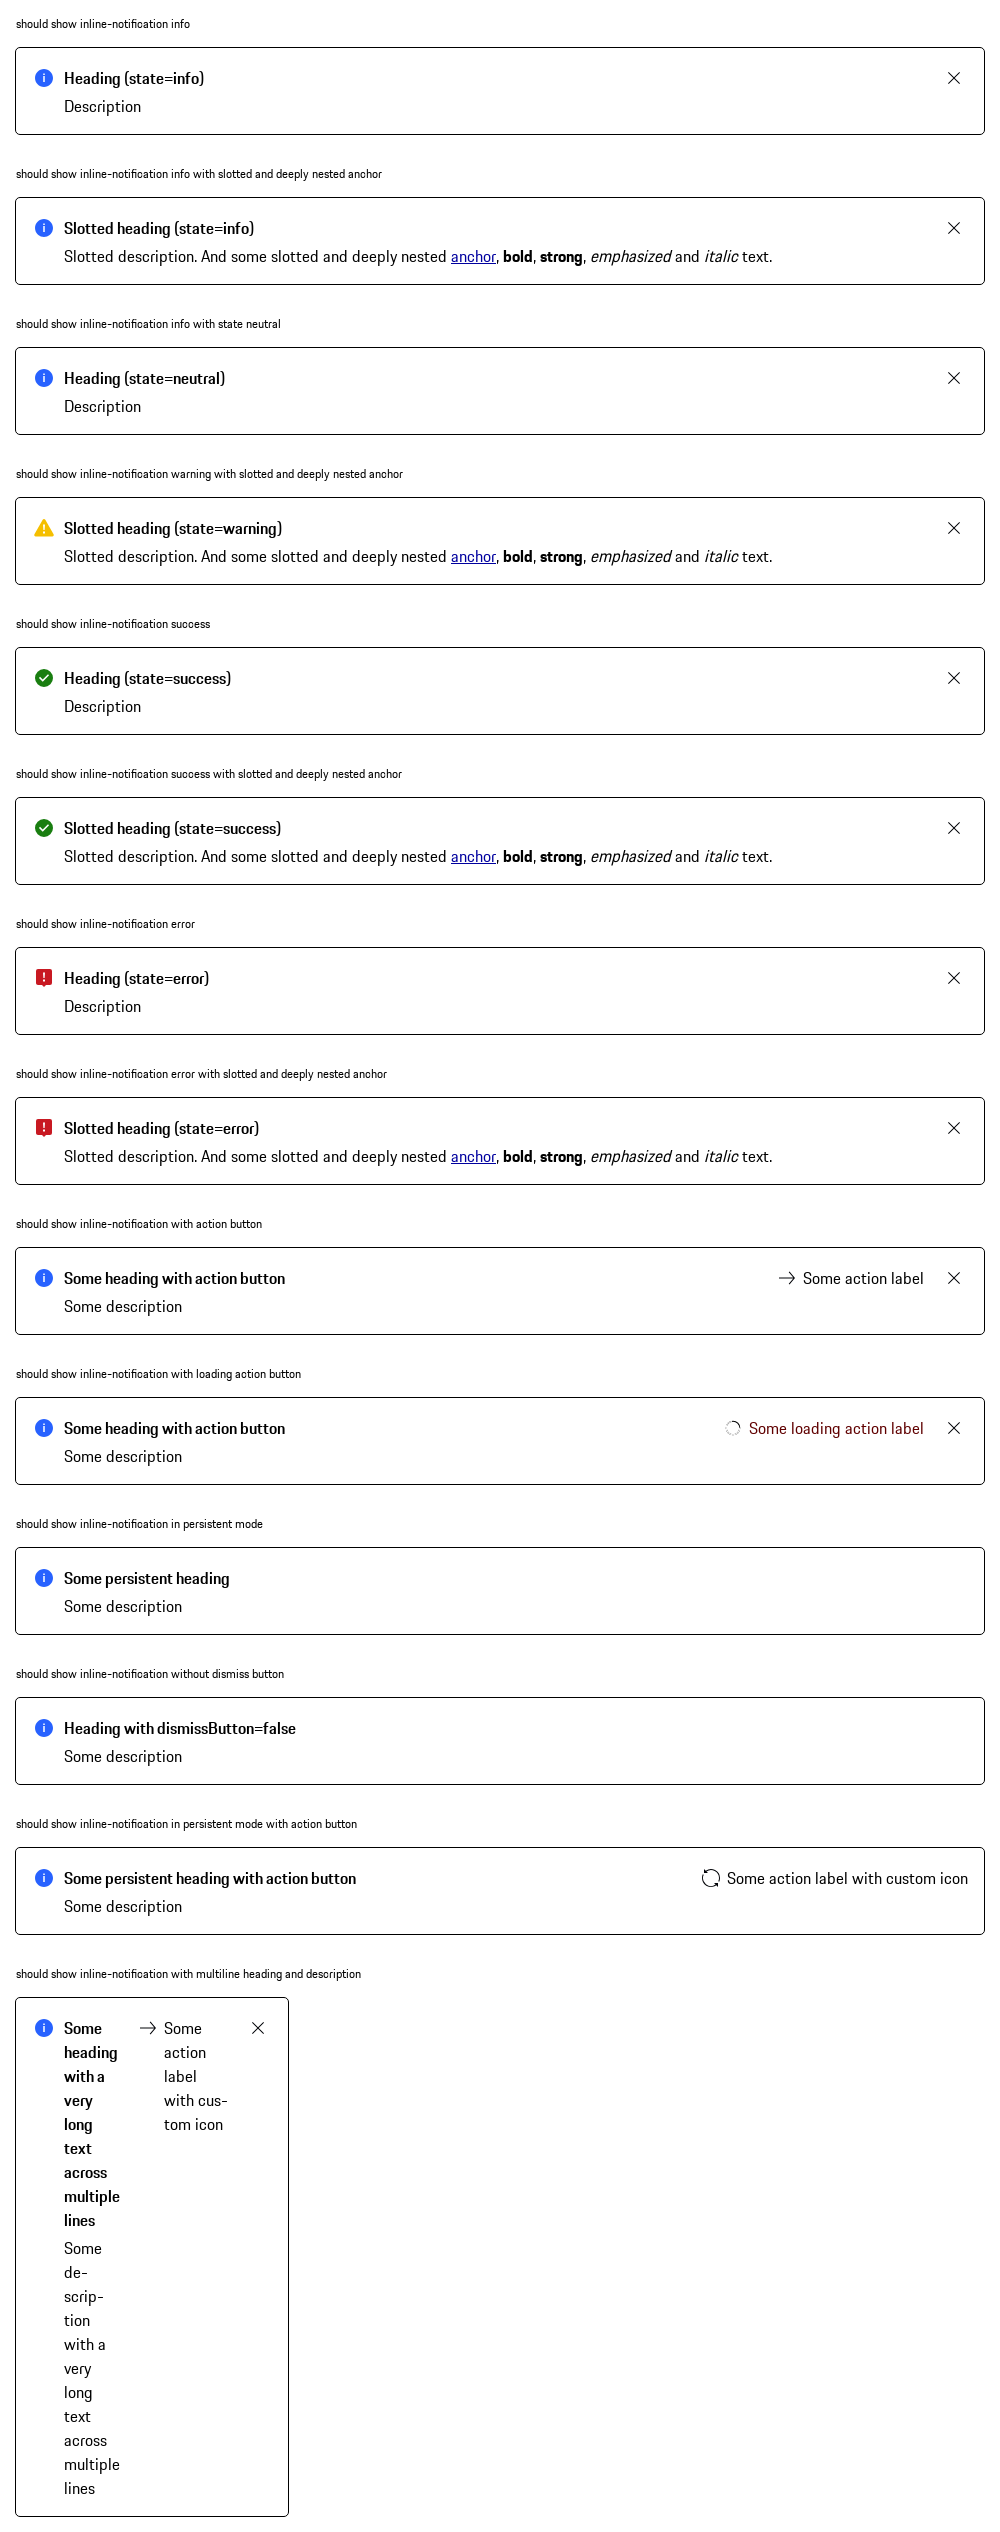 should show inline-notification info
Heading (state=info)
Description
should show inline-notification info with slotted and deeply nested anchor
Slotted heading (state=info)
Slotted description. And some slotted and deeply nested anchor, bold, strong, emphasized and italic text.
should show inline-notification info with state neutral
Heading (state=neutral)
Description
should show inline-notification warning with slotted and deeply nested anchor
Slotted heading (state=warning)
Slotted description. And some slotted and deeply nested anchor, bold, strong, emphasized and italic text.
should show inline-notification success
Heading (state=success)
Description
should show inline-notification success with slotted and deeply nested anchor
Slotted heading (state=success)
Slotted description. And some slotted and deeply nested anchor, bold, strong, emphasized and italic text.
should show inline-notification error
Heading (state=error)
Description
should show inline-notification error with slotted and deeply nested anchor
Slotted heading (state=error)
Slotted description. And some slotted and deeply nested anchor, bold, strong, emphasized and italic text.
should show inline-notification with action button
Some heading with action button
Some action label
Some description
should show inline-notification with loading action button
Some heading with action button
Some loading action label
Some description
should show inline-notification in persistent mode
Some persistent heading
Some description
should show inline-notification without dismiss button
Heading with dismissButton=false
Some description
should show inline-notification in persistent mode with action button
Some persistent heading with action button
Some action label with custom icon
Some description
should show inline-notification with multiline heading and description
Some
heading
with a
very
long
text
across
multiple
lines
Some
de-
scrip-
tion
with a
very
long
text
across
multiple
lines
Some
action
label
with cus-
tom icon